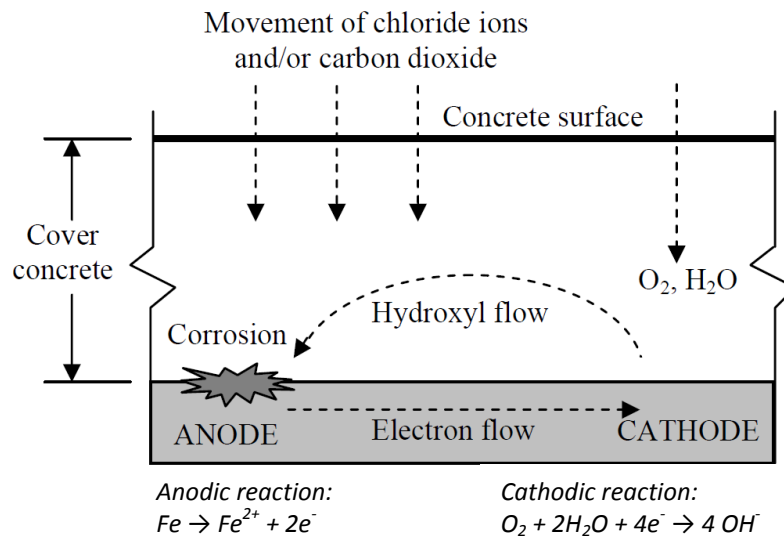 Movement of chloride ions
and/or carbon dioxide
Concrete surface
Cover
concrete
O₂, H₂O
Hydroxyl flow
Corrosion
ANODE
Electron flow
CATHODE
Anodic reaction:
Fe → Fe²⁺ + 2e⁻
Cathodic reaction:
O₂ + 2H₂O + 4e⁻ → 4 OH⁻